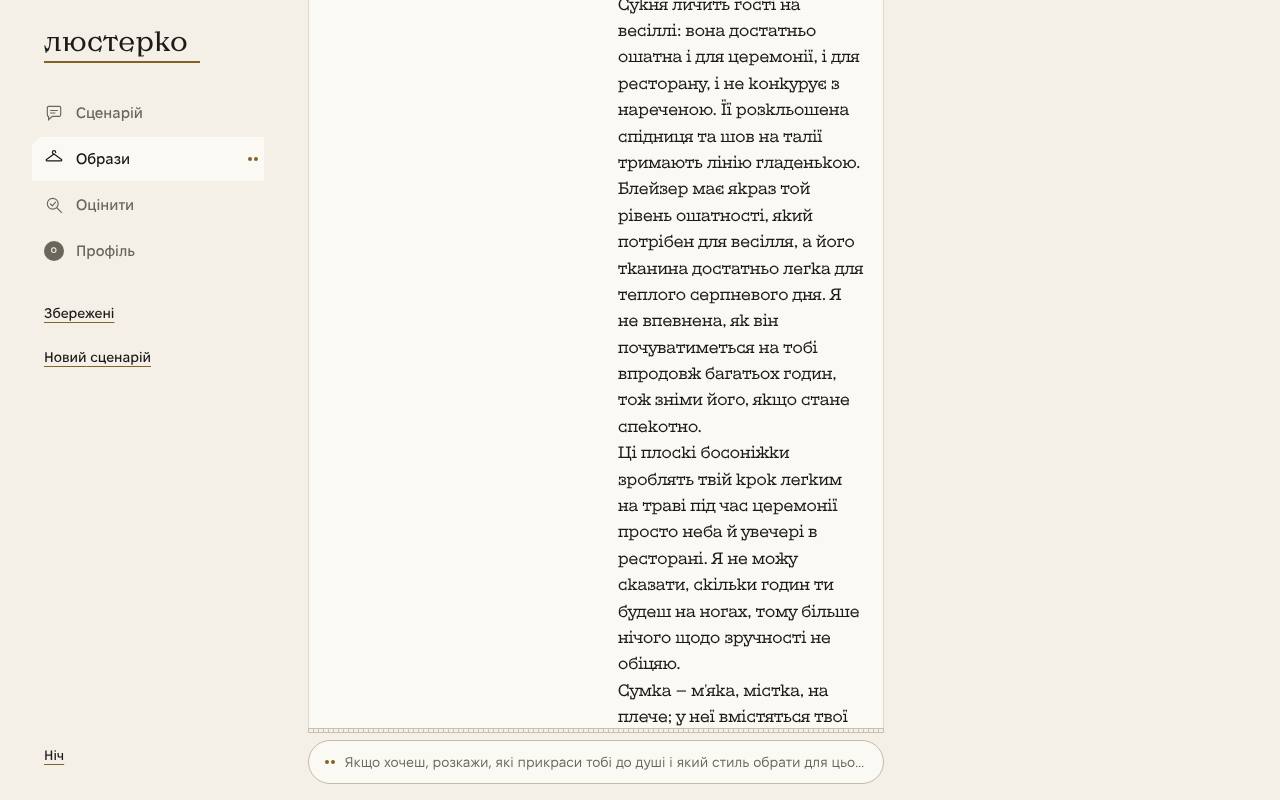 люстерко
Сценарій
Образи
Оцінити
О
Профіль
Збережені
Новий сценарій
Ніч
Сукня личить гості на
весіллі: вона достатньо
ошатна і для церемонії, і для
ресторану, і не конкурує з
нареченою. Її розкльошена
спідниця та шов на талії
тримають лінію гладенькою.
Блейзер має якраз той
рівень ошатності, який
потрібен для весілля, а його
тканина достатньо легка для
теплого серпневого дня. Я
не впевнена, як він
почуватиметься на тобі
впродовж багатьох годин,
тож зніми його, якщо стане
спекотно.
Ці плоскі босоніжки
зроблять твій крок легким
на траві під час церемонії
просто неба й увечері в
ресторані. Я не можу
сказати, скільки годин ти
будеш на ногах, тому більше
нічого щодо зручності не
обіцяю.
Сумка – м'яка, містка, на
плече; у неї вмістяться твої
Якщо хочеш, розкажи, які прикраси тобі до душі і який стиль обрати для цьо...